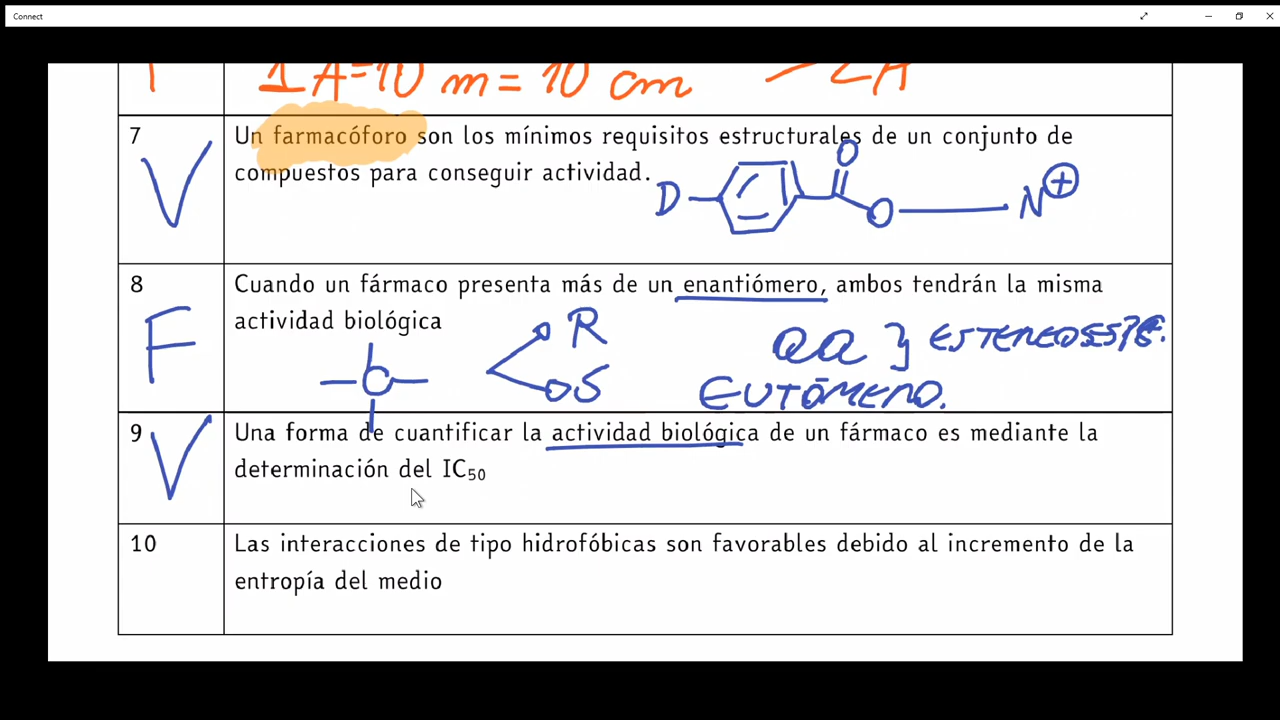 Connect
1 Å=10 m = 10 cm
7
Un farmacóforo son los mínimos requisitos estructurales de un conjunto de
compuestos para conseguir actividad.
V
D
O
O
N
+
8
Cuando un fármaco presenta más de un enantiómero, ambos tendrán la misma
actividad biológica
F
C
R
S
aa } ESTEREOESPE.
EUTÓMERO.
9
Una forma de cuantificar la actividad biológica de un fármaco es mediante la
determinación del IC₅₀
V
10
Las interacciones de tipo hidrofóbicas son favorables debido al incremento de la
entropía del medio